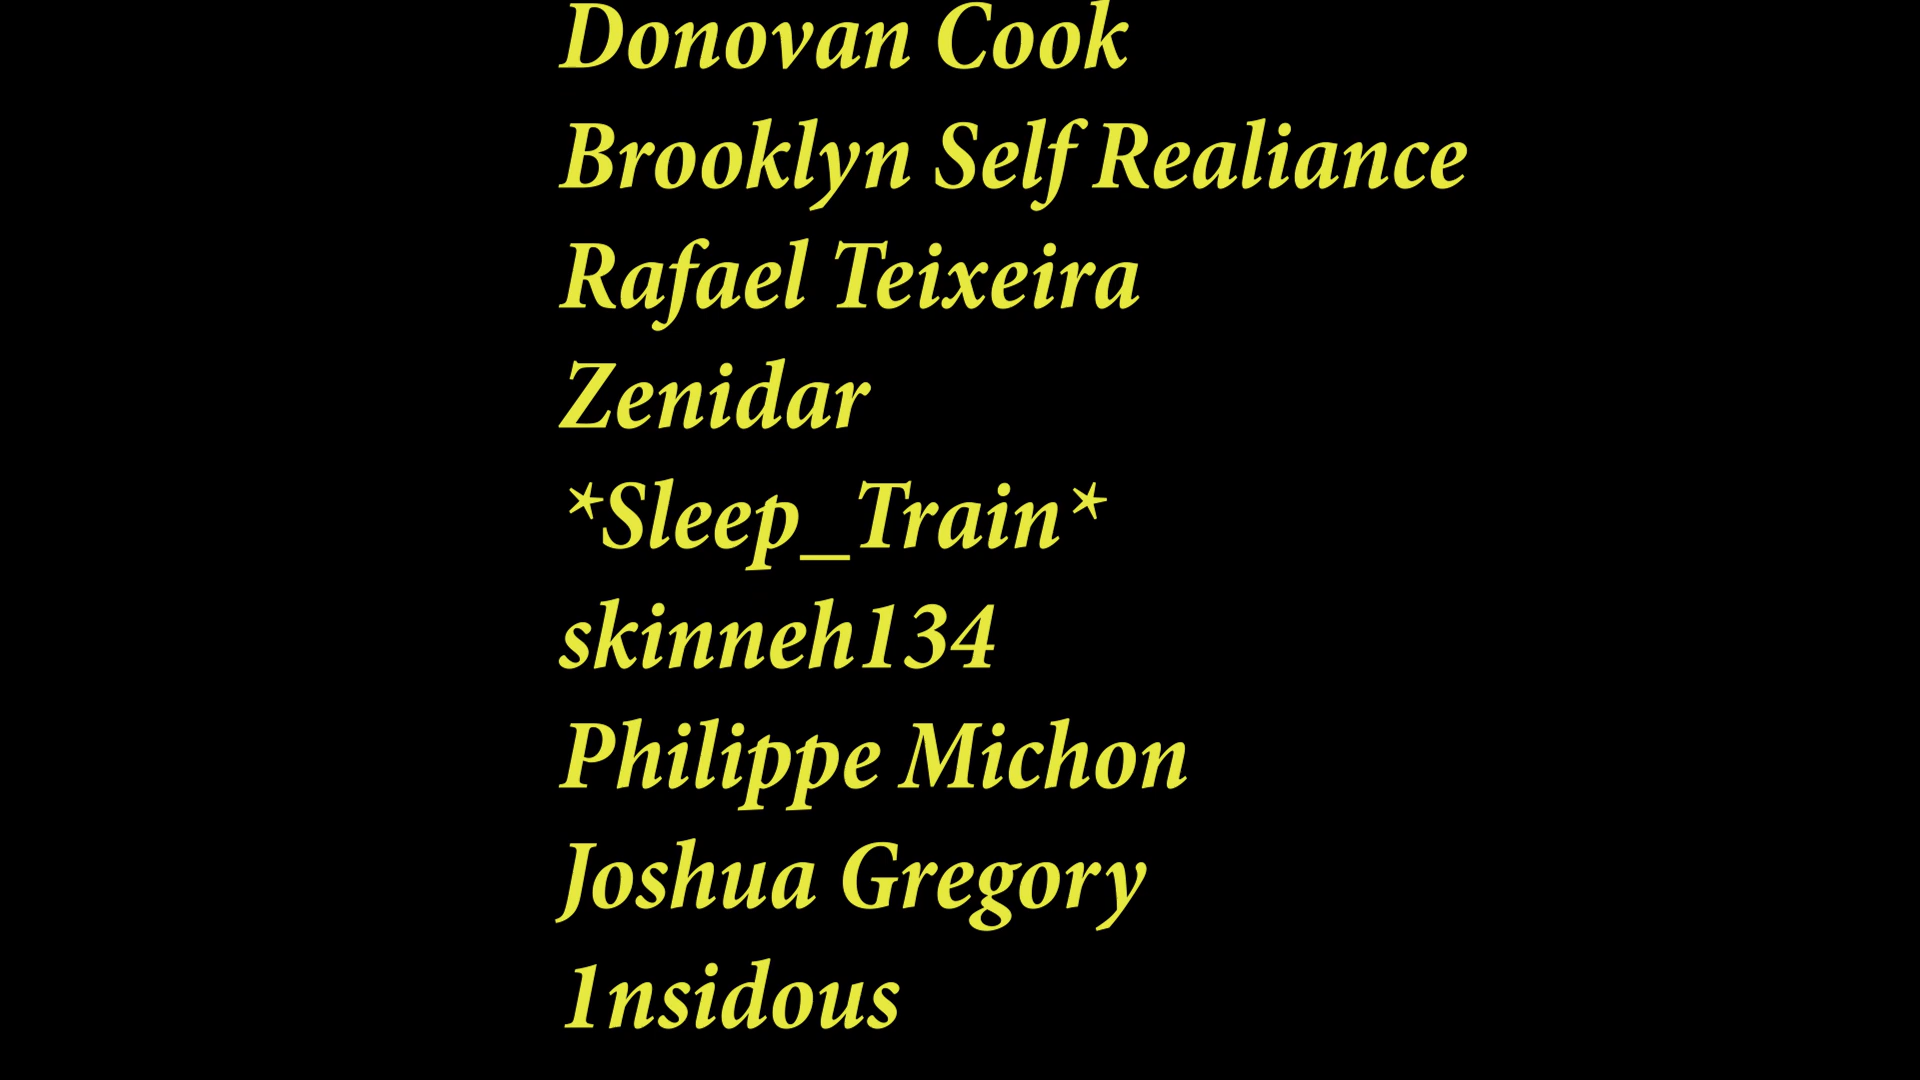 Donovan Cook
Brooklyn Self Realiance
Rafael Teixeira
Zenidar
*Sleep_Train*
skinneh134
Philippe Michon
Joshua Gregory
1nsidous